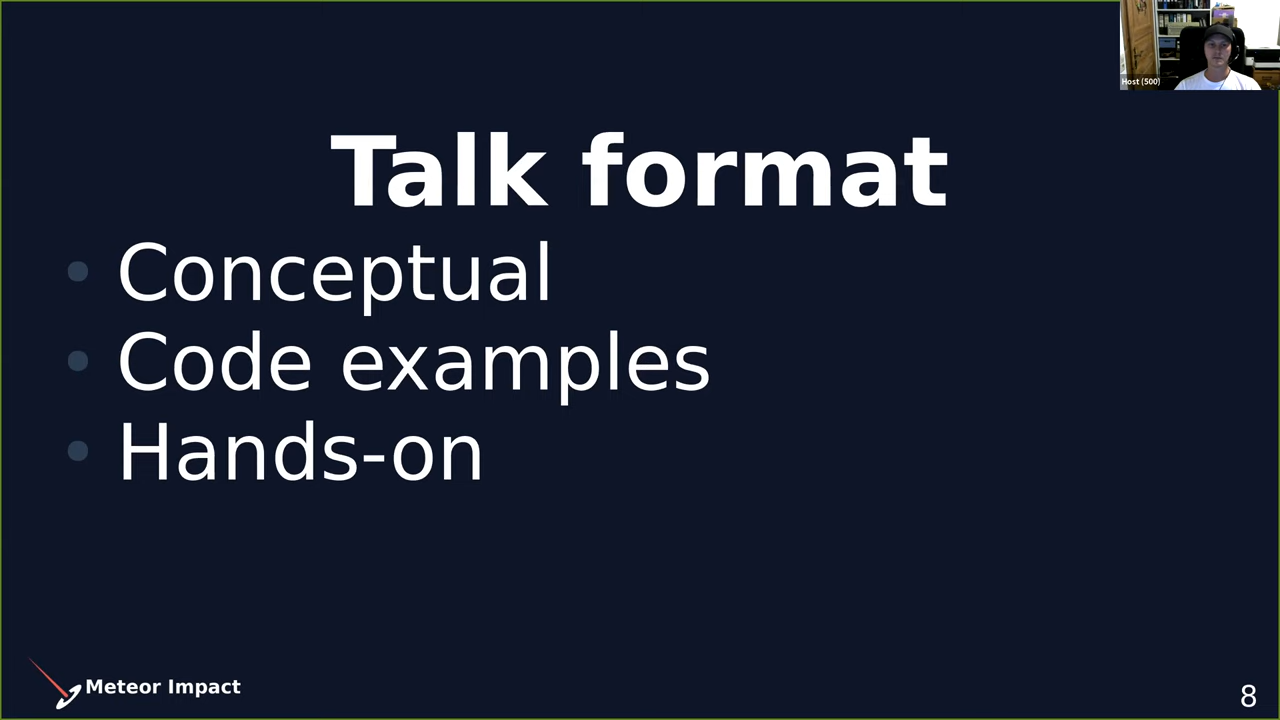 Host (500)
Talk format
Conceptual
Code examples
Hands-on
Meteor Impact
8